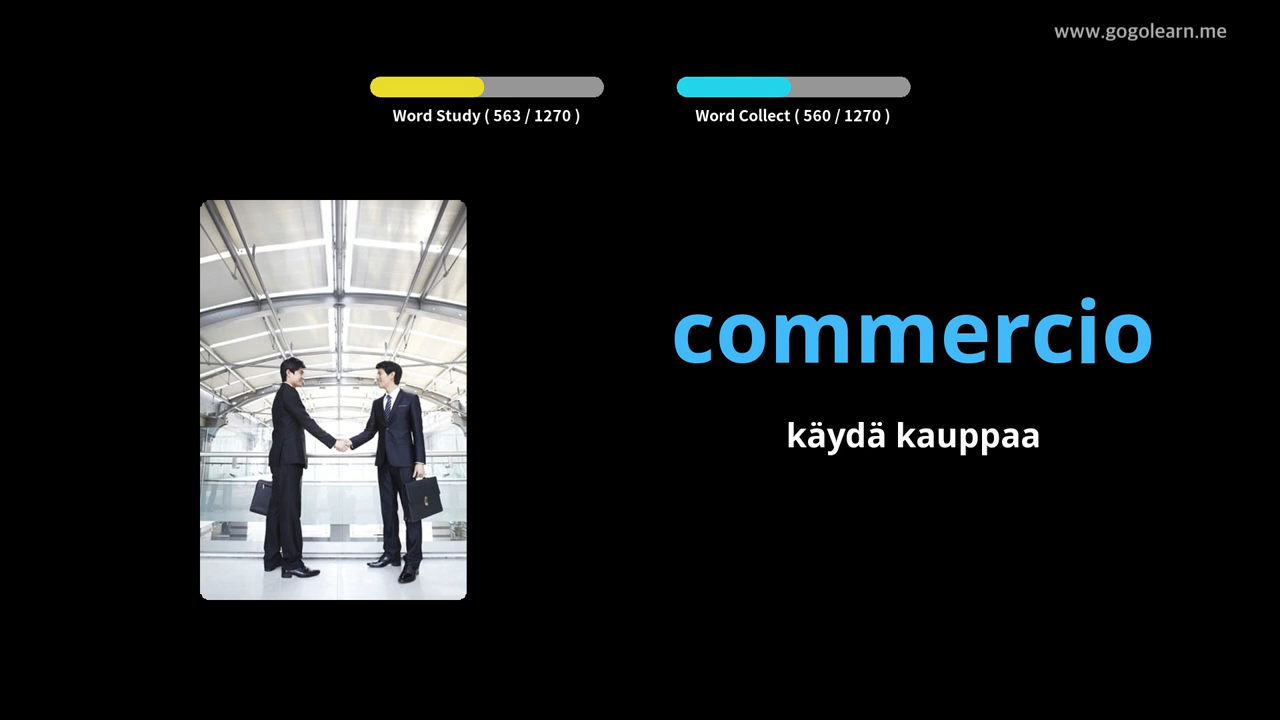 www.gogolearn.me
Word Study ( 563 / 1270 )
Word Collect ( 560 / 1270 )
commercio
käydä kauppaa